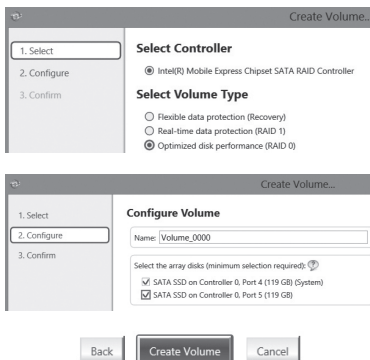 Create Volume...
1. Select
2. Configure
3. Confirm
Select Controller
Intel(R) Mobile Express Chipset SATA RAID Controller
Select Volume Type
Flexible data protection (Recovery)
Real-time data protection (RAID 1)
Optimized disk performance (RAID 0)
Create Volume...
1. Select
2. Configure
3. Confirm
Configure Volume
Name: Volume_0000
Select the array disks (minimum selection required):
SATA SSD on Controller 0, Port 4 (119 GB) (System)
SATA SSD on Controller 0, Port 5 (119 GB)
Back Create Volume Cancel